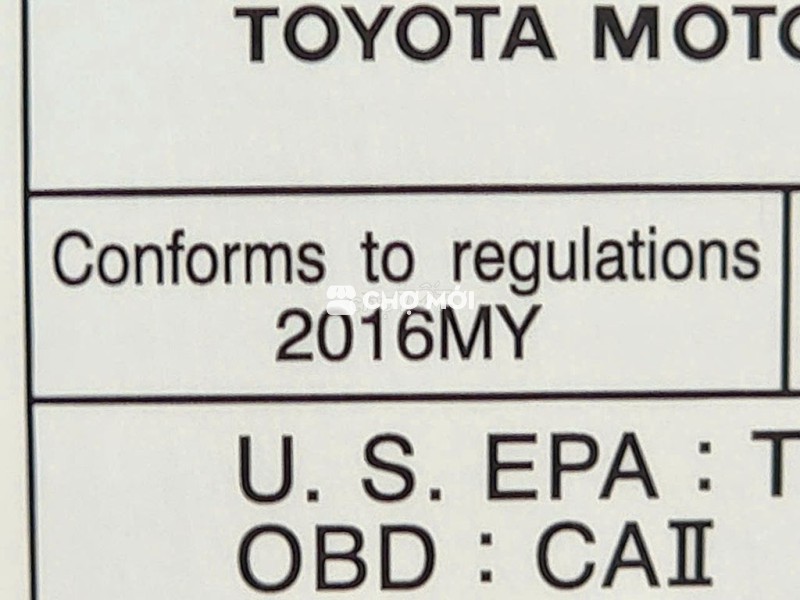 TOYOTA MOTO
Conforms to regulations
CHỢ MỚI
2016MY
U. S. EPA : T
OBD : CAⅡ